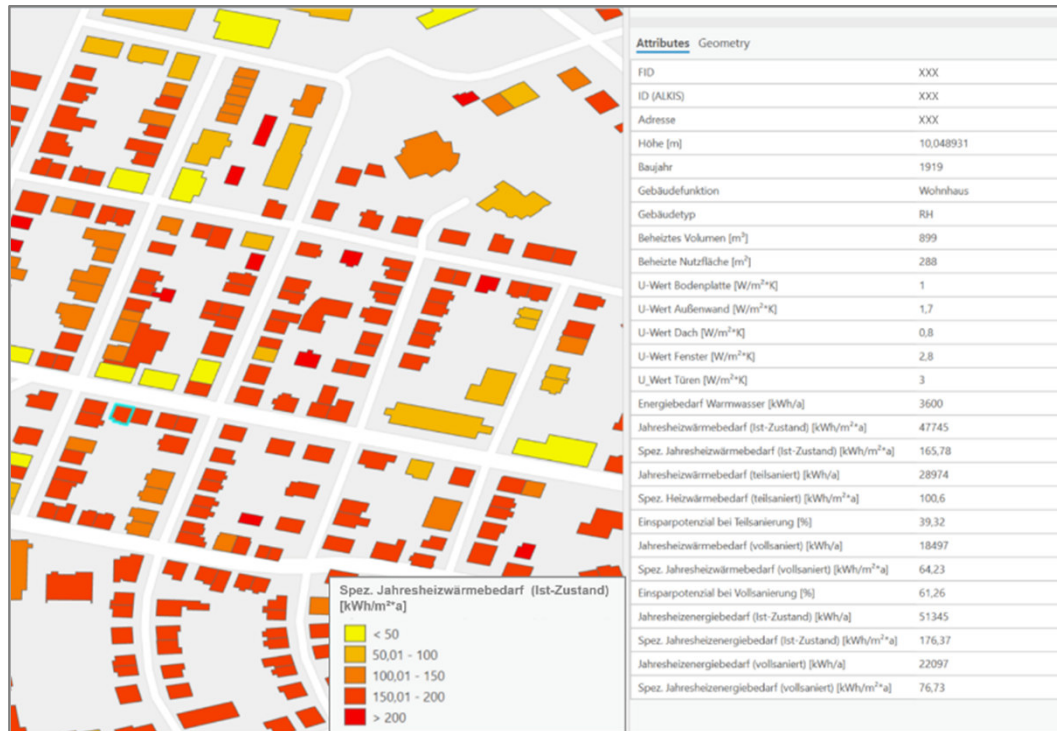 Attributes Geometry
FID XXX
ID (ALKIS) XXX
Adresse XXX
Höhe [m] 10,048931
Baujahr 1919
Gebäudefunktion Wohnhaus
Gebäudetyp RH
Beheiztes Volumen [m³] 899
Beheizte Nutzfläche [m²] 288
U-Wert Bodenplatte [W/m²*K] 1
U-Wert Außenwand [W/m²*K] 1,7
U-Wert Dach [W/m²*K] 0,8
U-Wert Fenster [W/m²*K] 2,8
U_Wert Türen [W/m²*K] 3
Energiebedarf Warmwasser [kWh/a] 3600
Jahresheizwärmebedarf (Ist-Zustand) [kWh/m²*a] 47745
Spez. Jahresheizwärmebedarf (Ist-Zustand) [kWh/m²*a] 165,78
Jahresheizwärmebedarf (teilsaniert) [kWh/a] 28974
Spez. Heizwärmebedarf (teilsaniert) [kWh/m²*a] 100,6
Einsparpotenzial bei Teilsanierung [%] 39,32
Jahresheizwärmebedarf (vollsaniert) [kWh/a] 18497
Spez. Jahresheizwärmebedarf (vollsaniert) [kWh/m²*a] 64,23
Einsparpotenzial bei Vollsanierung [%] 61,26
Jahresheizenergiebedarf (Ist-Zustand) [kWh/a] 51345
Spez. Jahresheizenergiebedarf (Ist-Zustand) [kWh/m²*a] 176,37
Jahresheizenergiebedarf (vollsaniert) [kWh/a] 22097
Spez. Jahresheizenergiebedarf (vollsaniert) [kWh/m²*a] 76,73
Spez. Jahresheizwärmebedarf (Ist-Zustand)
[kWh/m²*a]
< 50
50,01 - 100
100,01 - 150
150,01 - 200
> 200